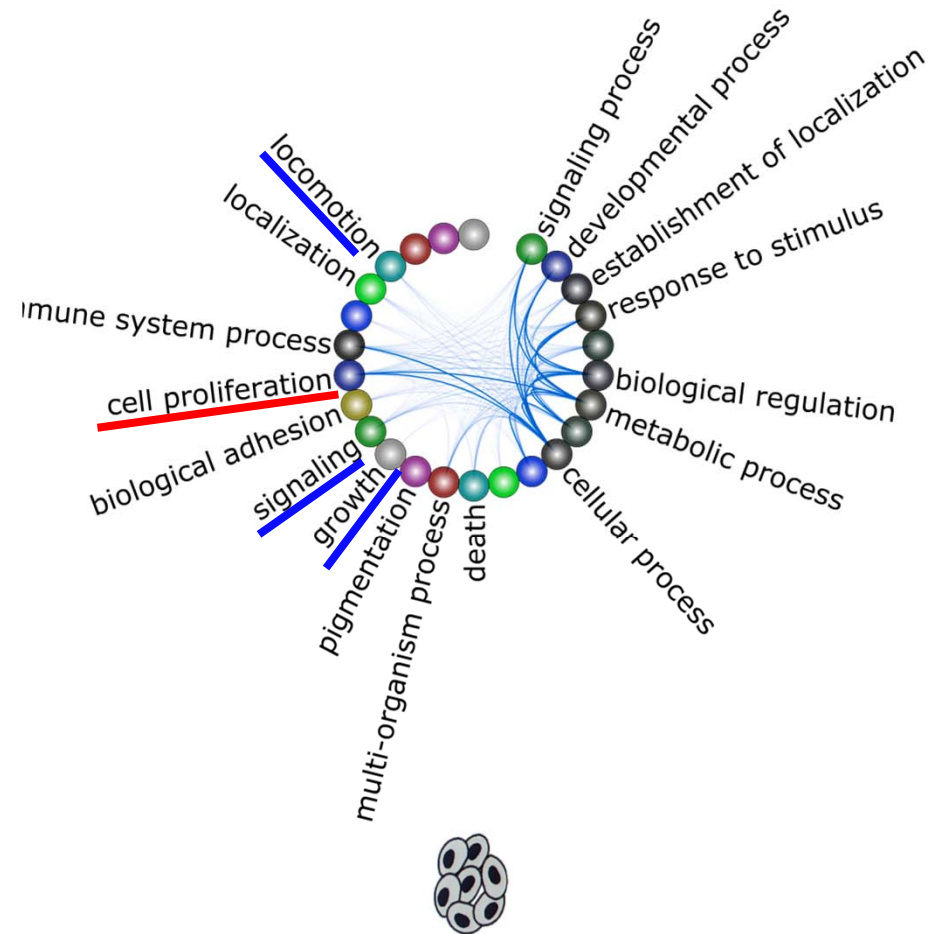 signaling process
developmental process
establishment of localization
response to stimulus
biological regulation
metabolic process
cellular process
death
multi-organism process
pigmentation
growth
signaling
biological adhesion
cell proliferation
mmune system process
localization
locomotion